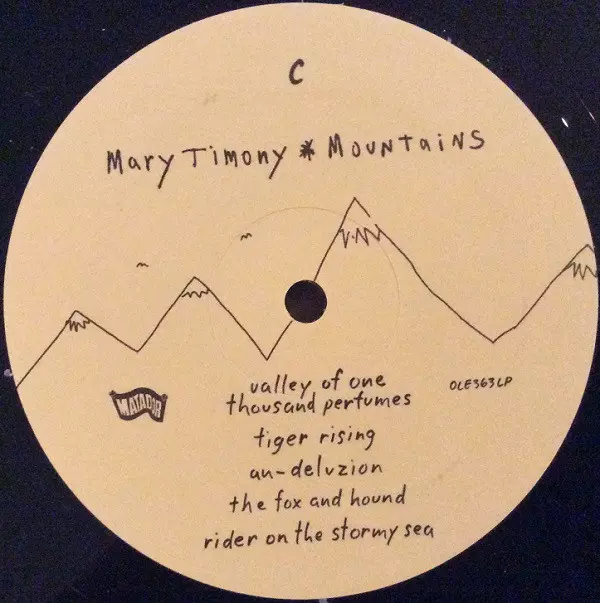 C
Mary Timony * Mountains
valley of one
thousand perfumes
OLE363LP
MATADOR
tiger rising
an-deluzion
the fox and hound
rider on the stormy sea